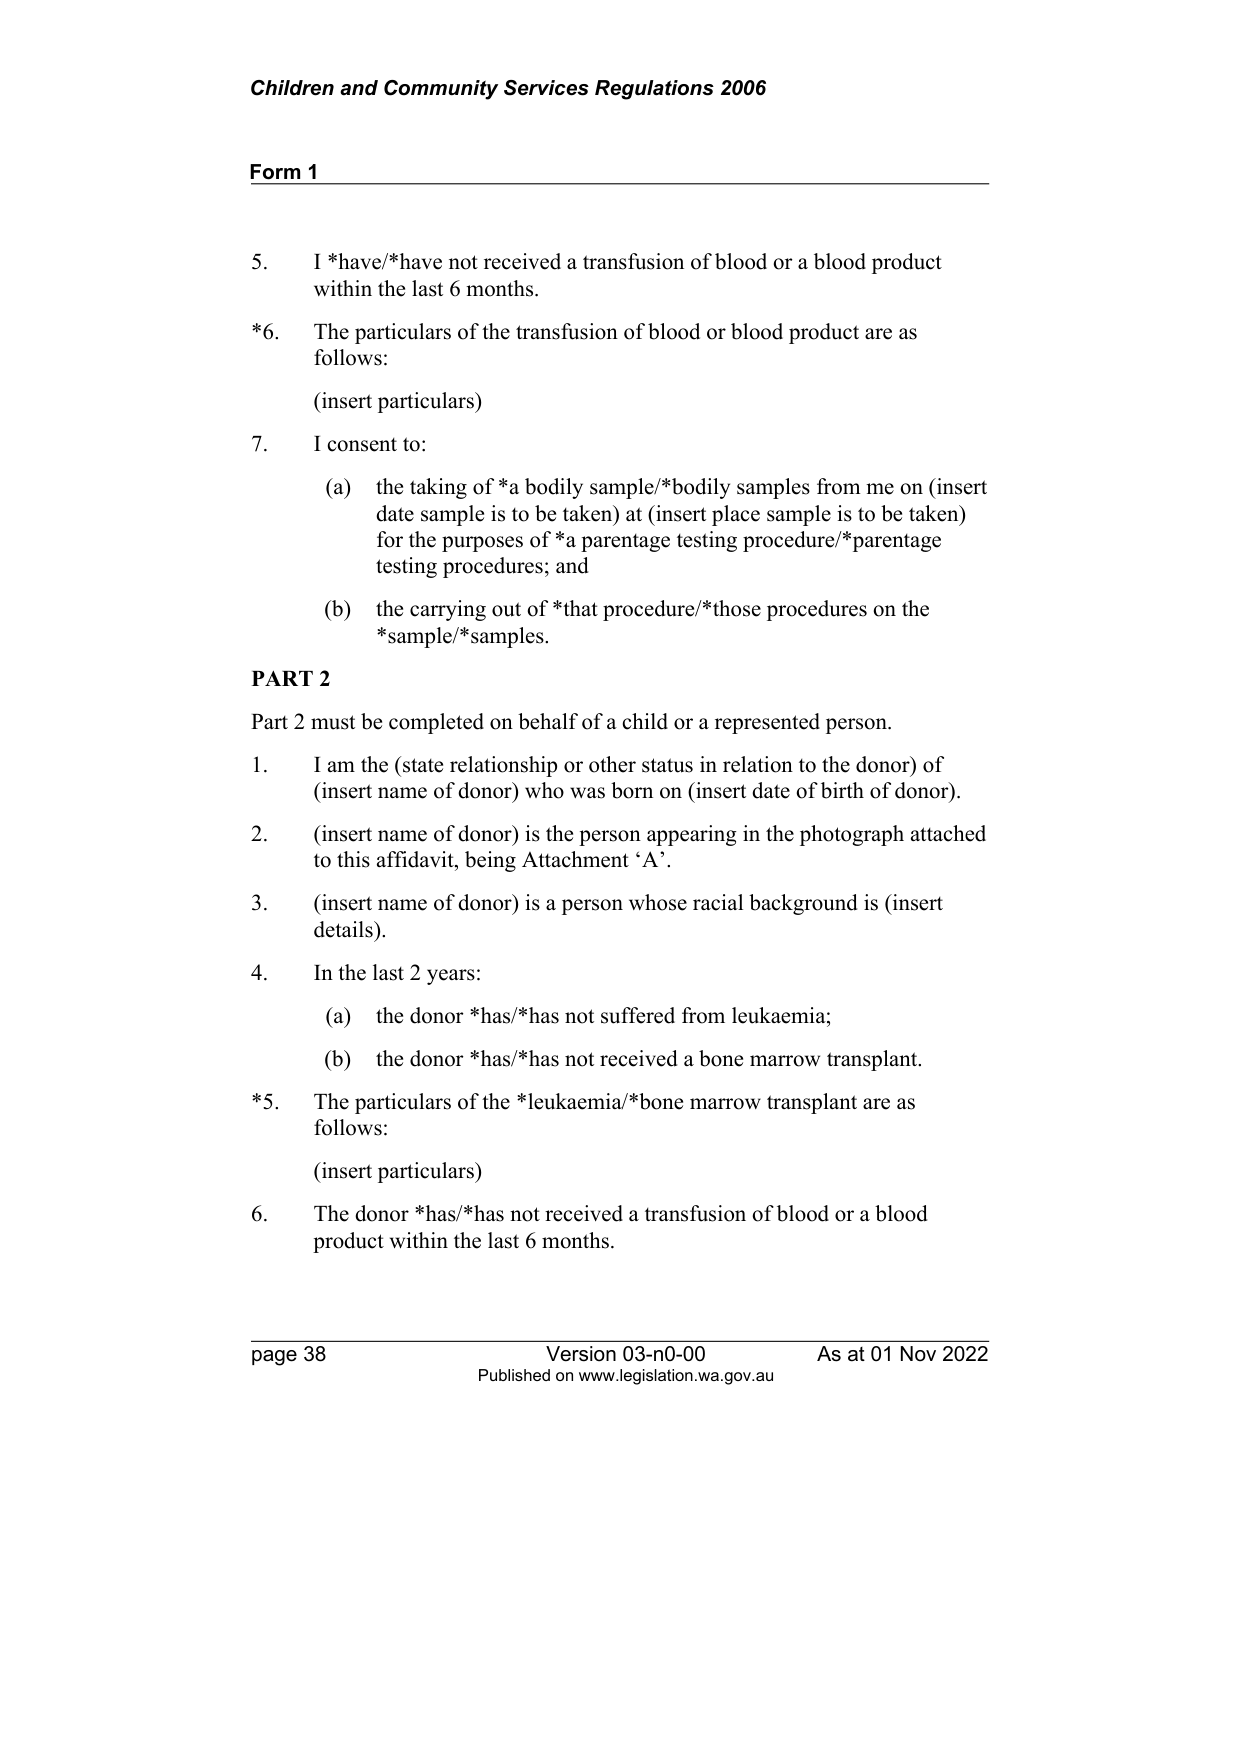 Children and Community Services Regulations 2006
Form 1
5. I *have/*have not received a transfusion of blood or a blood product
within the last 6 months.
*6. The particulars of the transfusion of blood or blood product are as
follows:
(insert particulars)
7. I consent to:
(a) the taking of *a bodily sample/*bodily samples from me on (insert
date sample is to be taken) at (insert place sample is to be taken)
for the purposes of *a parentage testing procedure/*parentage
testing procedures; and
(b) the carrying out of *that procedure/*those procedures on the
*sample/*samples.
PART 2
Part 2 must be completed on behalf of a child or a represented person.
1. I am the (state relationship or other status in relation to the donor) of
(insert name of donor) who was born on (insert date of birth of donor).
2. (insert name of donor) is the person appearing in the photograph attached
to this affidavit, being Attachment ‘A’.
3. (insert name of donor) is a person whose racial background is (insert
details).
4. In the last 2 years:
(a) the donor *has/*has not suffered from leukaemia;
(b) the donor *has/*has not received a bone marrow transplant.
*5. The particulars of the *leukaemia/*bone marrow transplant are as
follows:
(insert particulars)
6. The donor *has/*has not received a transfusion of blood or a blood
product within the last 6 months.
page 38 Version 03-n0-00 As at 01 Nov 2022
Published on www.legislation.wa.gov.au